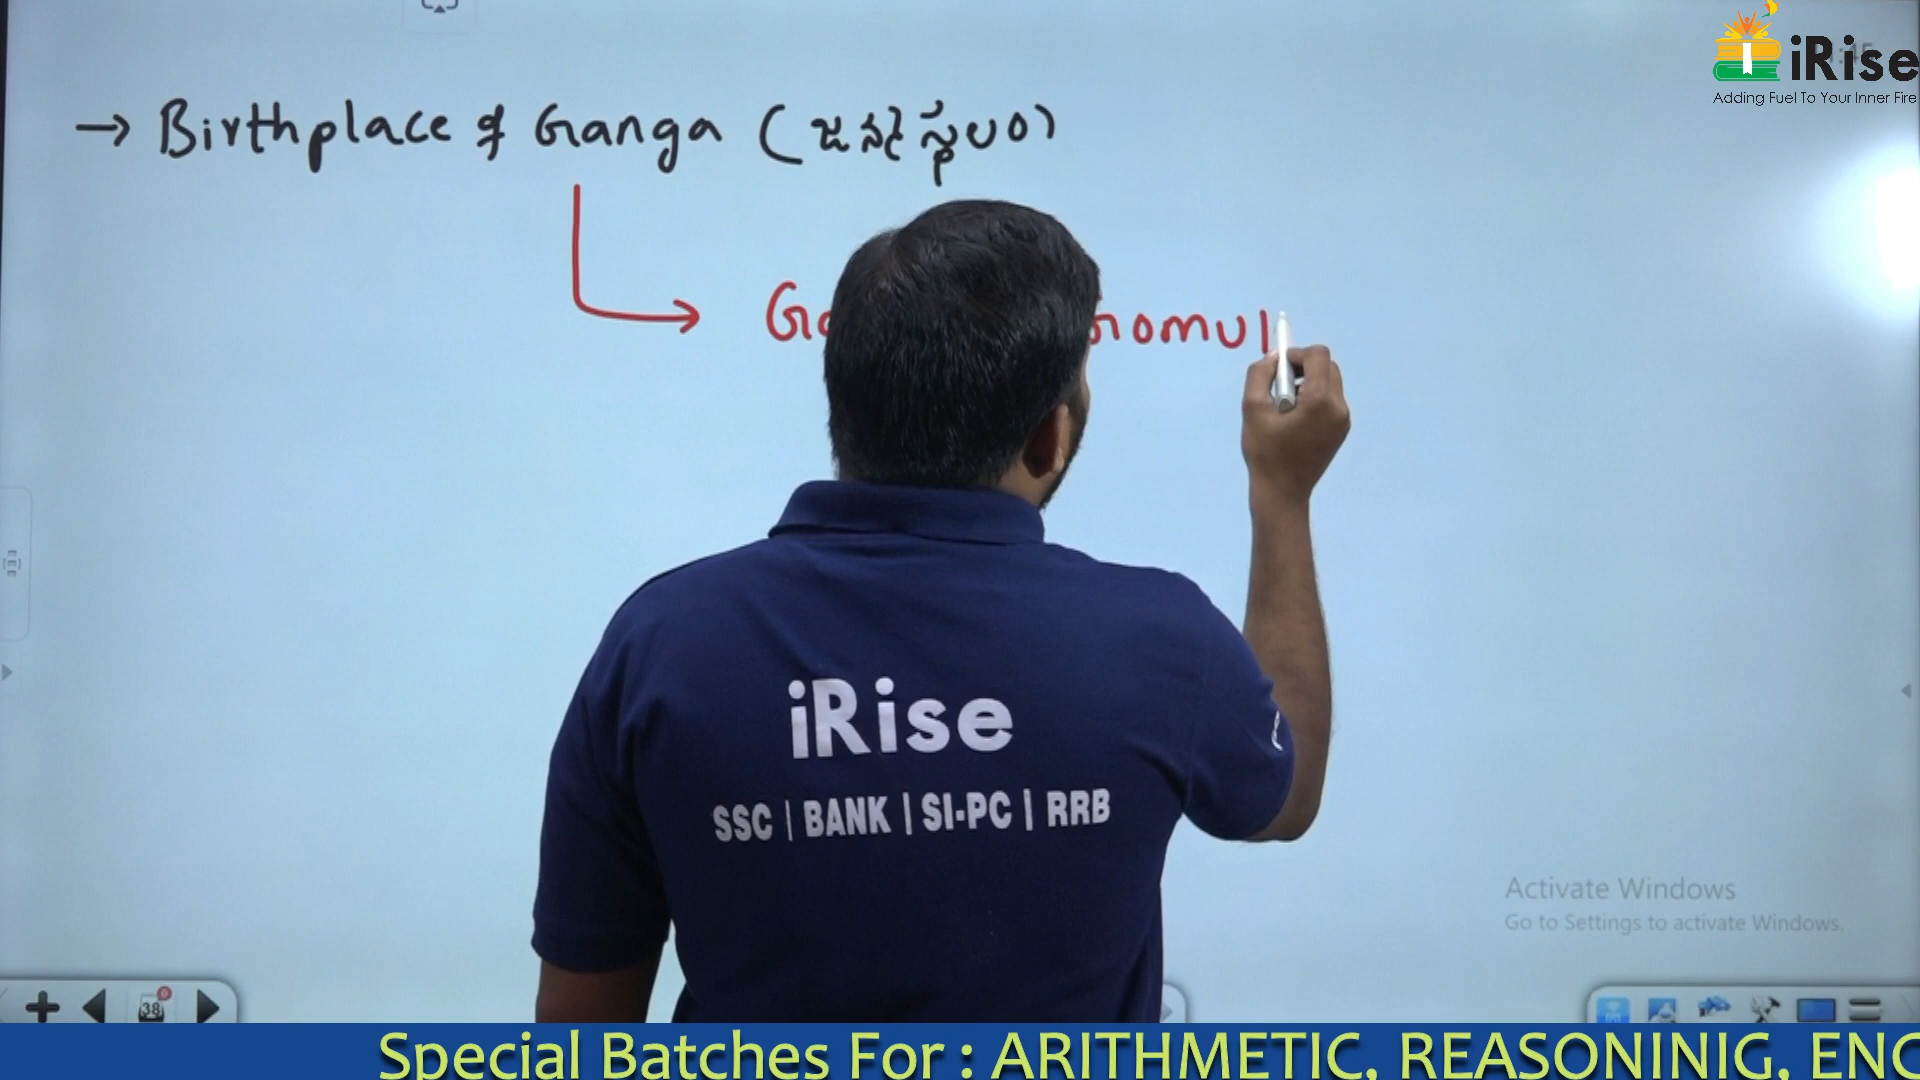 iRise
Adding Fuel To Your Inner Fire
→ Birthplace of Ganga (జన్మస్థలం)
iRise
SSC | BANK | SI-PC | RRB
Activate Windows
Go to Settings to activate Windows.
38
Special Batches For : ARITHMETIC, REASONINIG, ENG